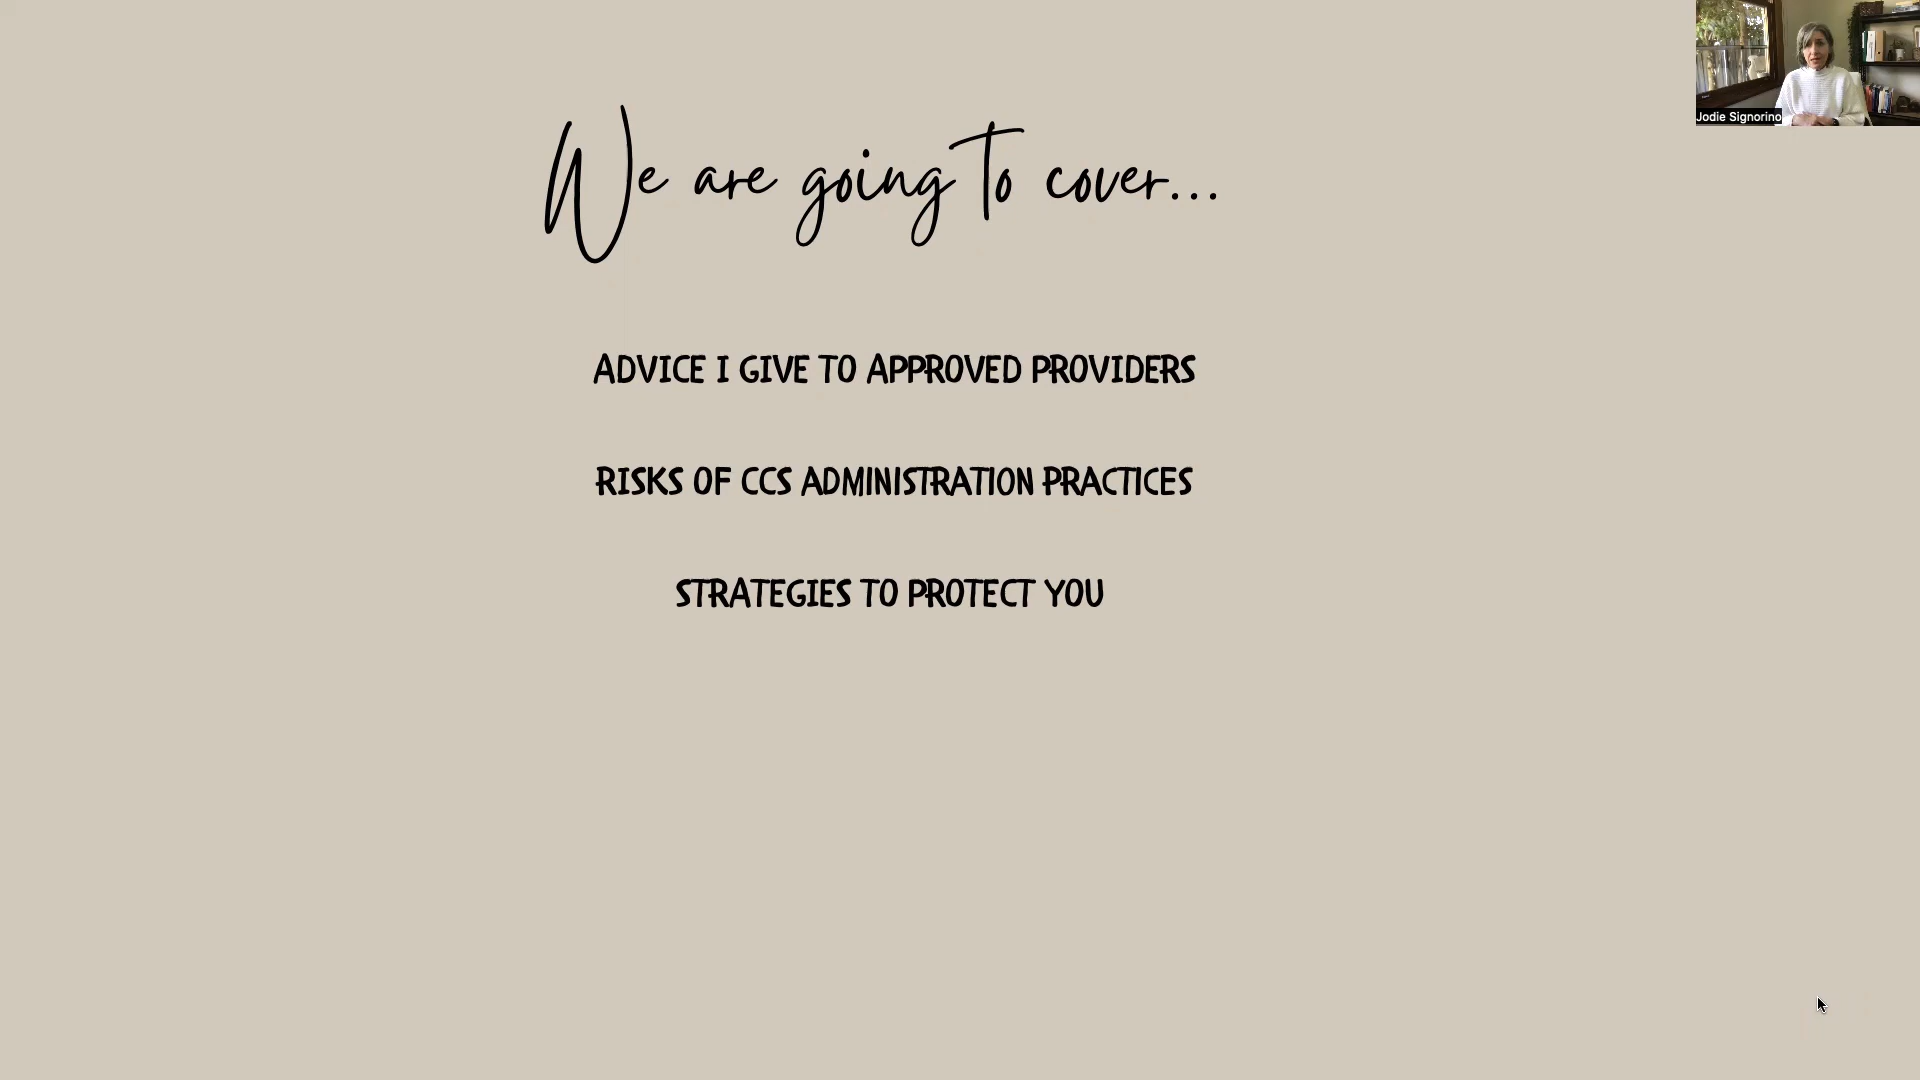 We are going to cover...
ADVICE I GIVE TO APPROVED PROVIDERS
RISKS OF CCS ADMINISTRATION PRACTICES
STRATEGIES TO PROTECT YOU
Jodie Signorino